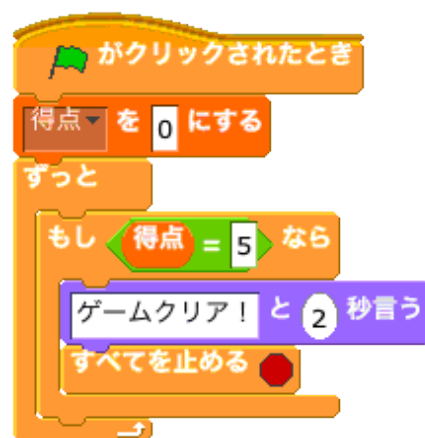 がクリックされたとき
得点 を 0 にする
ずっと
もし 得点 = 5 なら
ゲームクリア！ と 2 秒言う
すべてを止める